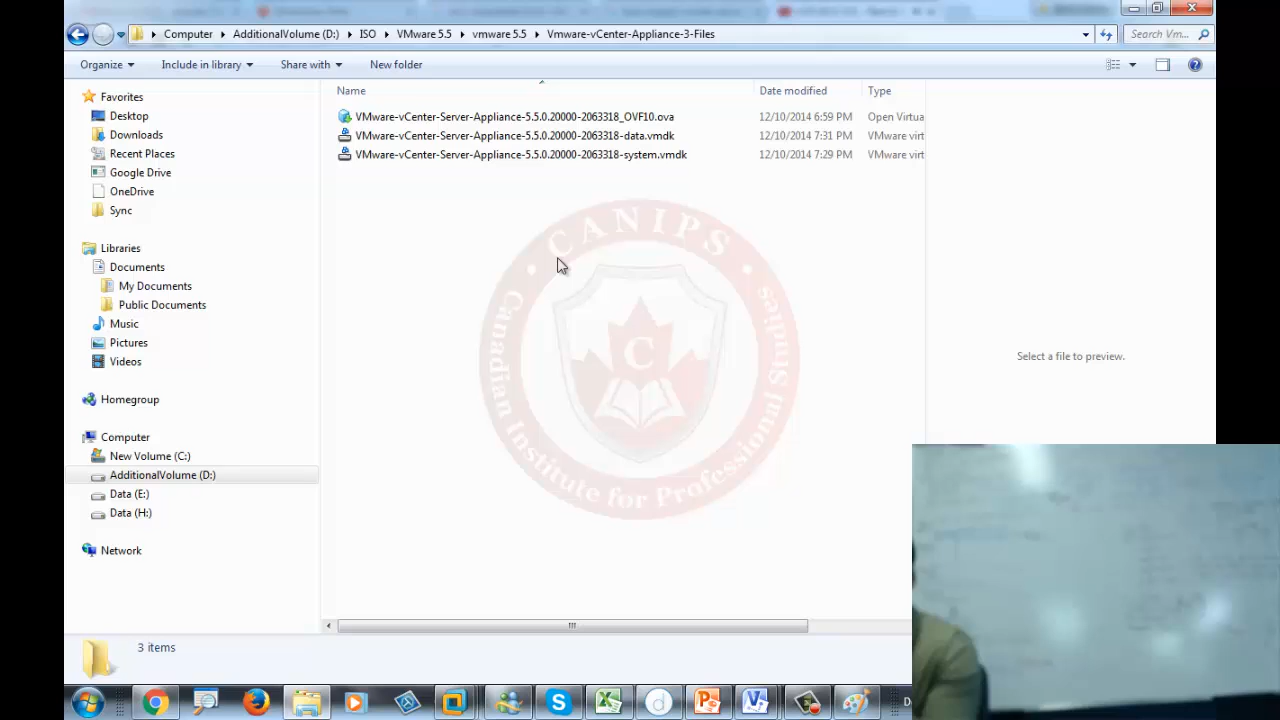 Computer AdditionalVolume (D:) ISO VMware 5.5 vmware 5.5 Vmware-vCenter-Appliance-3-Files
Search Vm...
Organize Include in library Share with New folder
Name Date modified Type
Favorites
Desktop
Downloads
Recent Places
Google Drive
OneDrive
Sync
Libraries
Documents
My Documents
Public Documents
Music
Pictures
Videos
Homegroup
Computer
New Volume (C:)
AdditionalVolume (D:)
Data (E:)
Data (H:)
Network
VMware-vCenter-Server-Appliance-5.5.0.20000-2063318_OVF10.ova 12/10/2014 6:59 PM Open Virtua
VMware-vCenter-Server-Appliance-5.5.0.20000-2063318-data.vmdk 12/10/2014 7:31 PM VMware virt
VMware-vCenter-Server-Appliance-5.5.0.20000-2063318-system.vmdk 12/10/2014 7:29 PM VMware virt
CANIPS
C
Canadian Institute for Professional Studies
Select a file to preview.
3 items